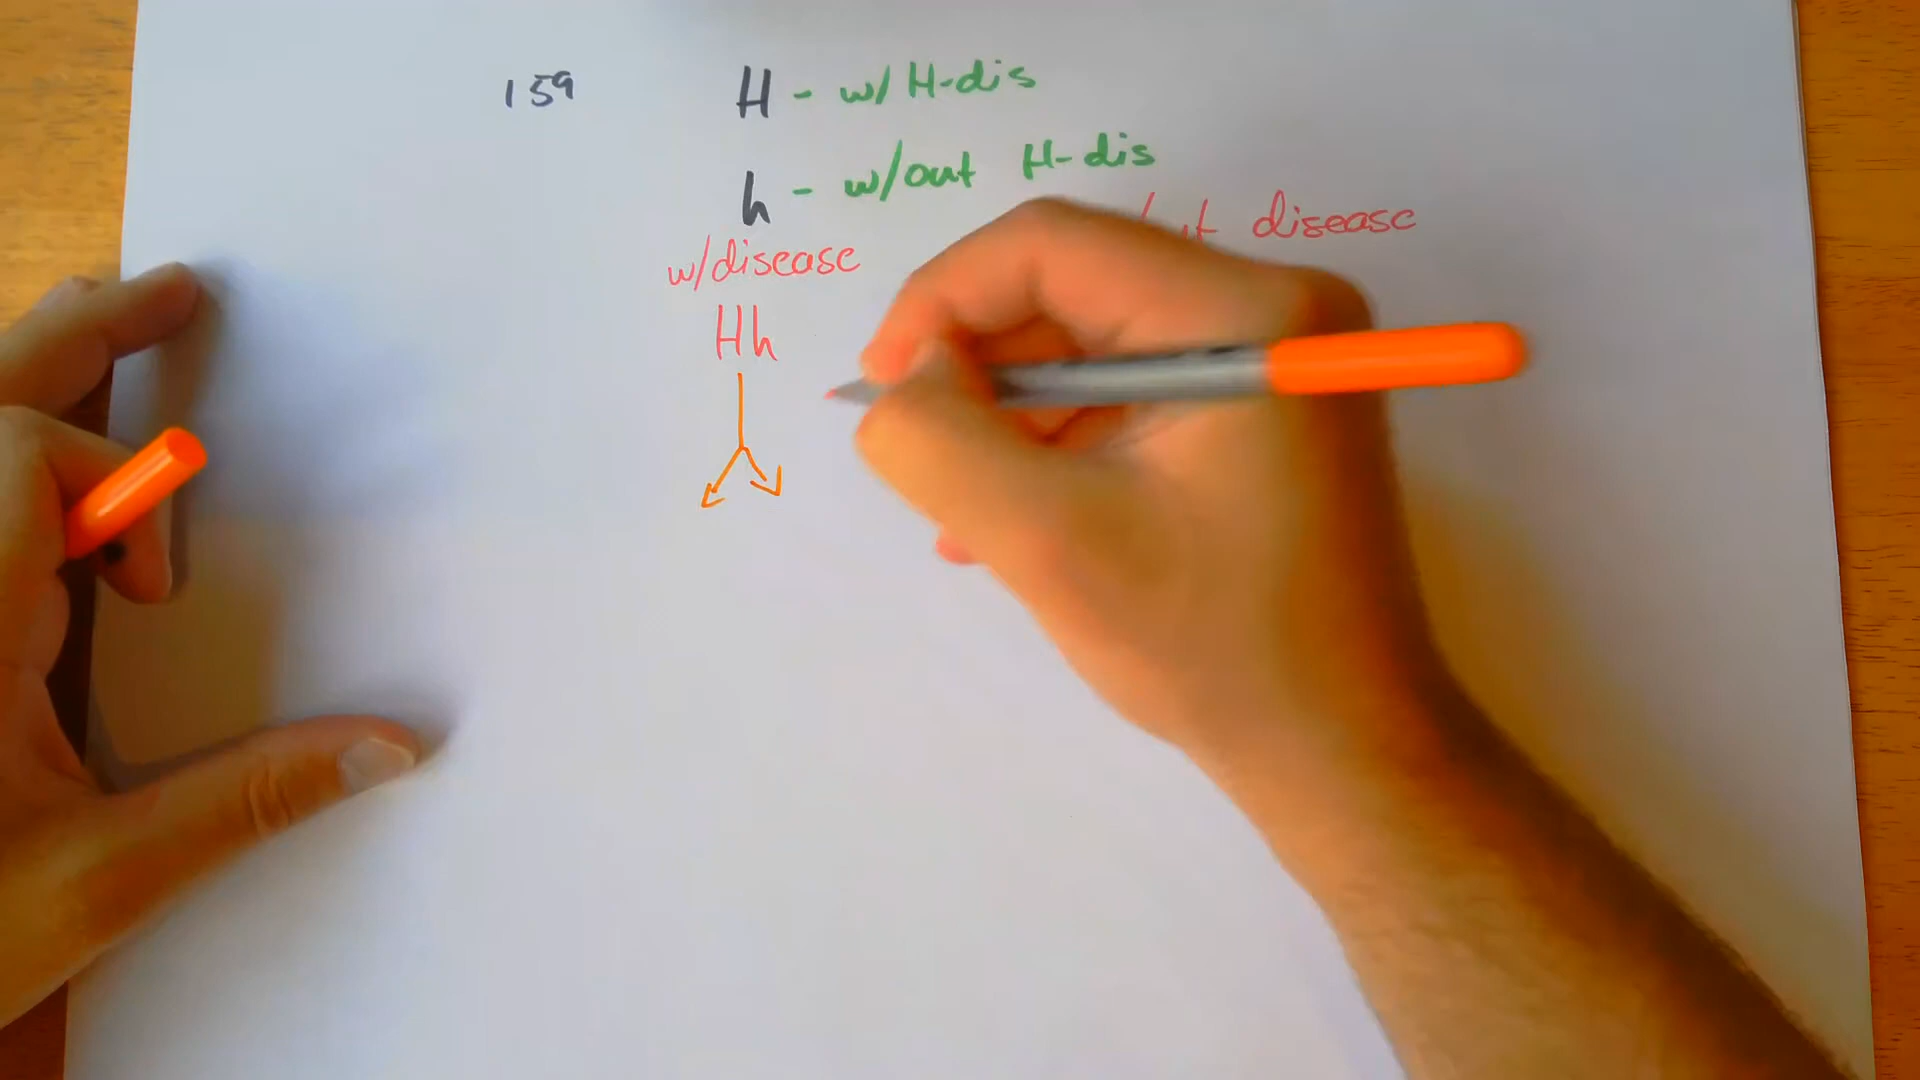 159
H - w/ H-dis
h - w/out H-dis
w/disease
disease
Hh